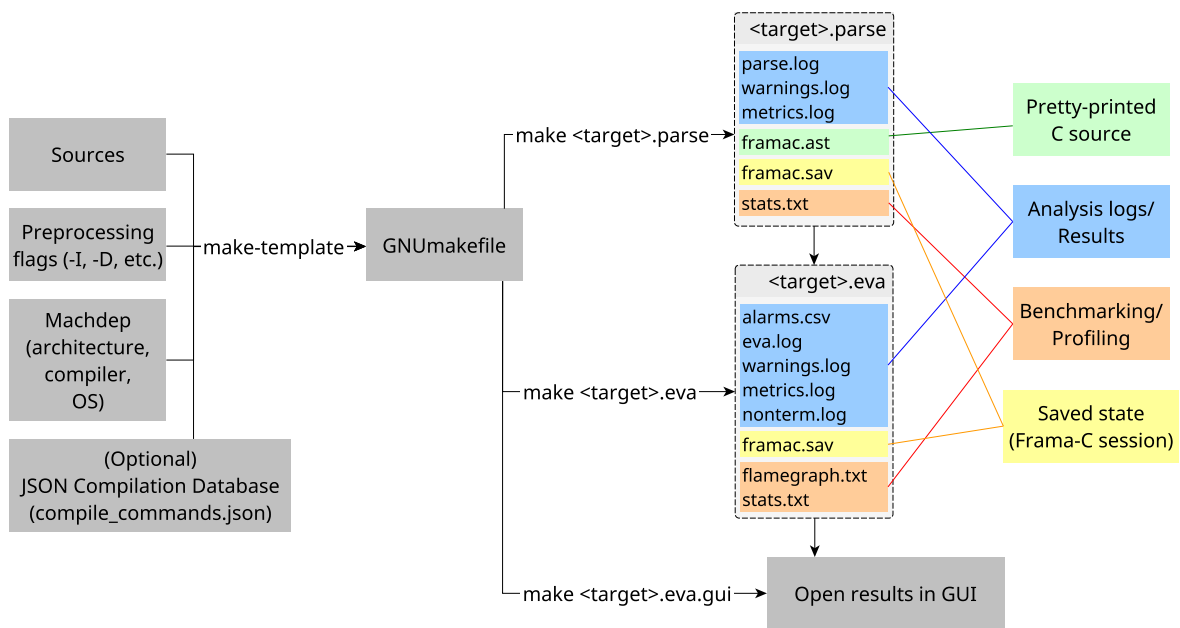 Sources
Preprocessing
flags (-I, -D, etc.)
Machdep
(architecture,
compiler,
OS)
(Optional)
JSON Compilation Database
(compile_commands.json)
make-template
GNUmakefile
make <target>.parse
make <target>.eva
make <target>.eva.gui
<target>.parse
parse.log
warnings.log
metrics.log
framac.ast
framac.sav
stats.txt
<target>.eva
alarms.csv
eva.log
warnings.log
metrics.log
nonterm.log
framac.sav
flamegraph.txt
stats.txt
Open results in GUI
Pretty-printed
C source
Analysis logs/
Results
Benchmarking/
Profiling
Saved state
(Frama-C session)